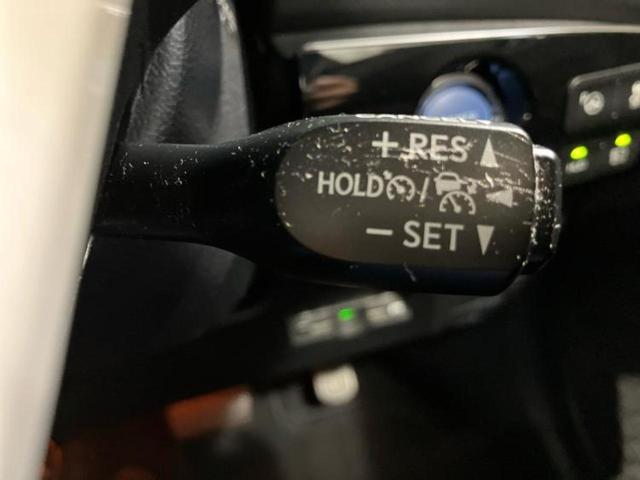 + RES
HOLD /
- SET